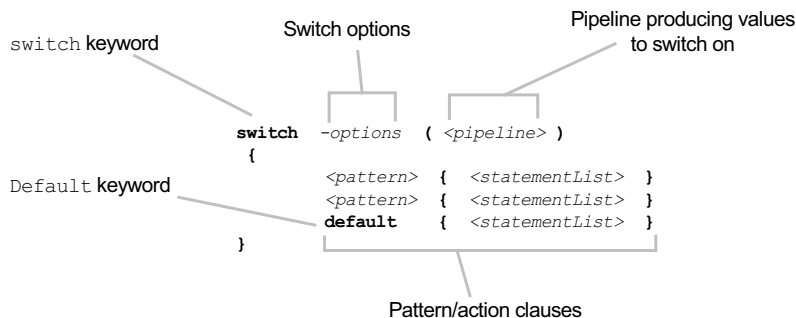 Pipeline producing values
to switch on
Switch options
switch keyword
switch -options ( <pipeline> )
{
<pattern> { <statementList> }
<pattern> { <statementList> }
Default keyword
default { <statementList> }
}
Pattern/action clauses